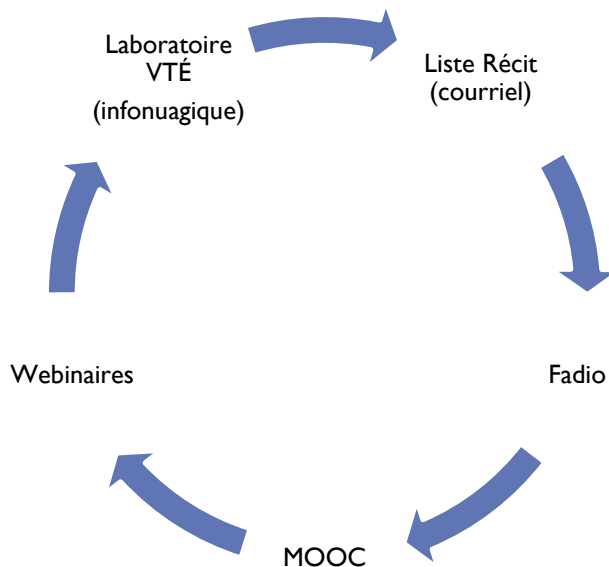 Laboratoire
VTÉ
(infonuagique)
Liste Récit
(courriel)
Fadio
MOOC
Webinaires